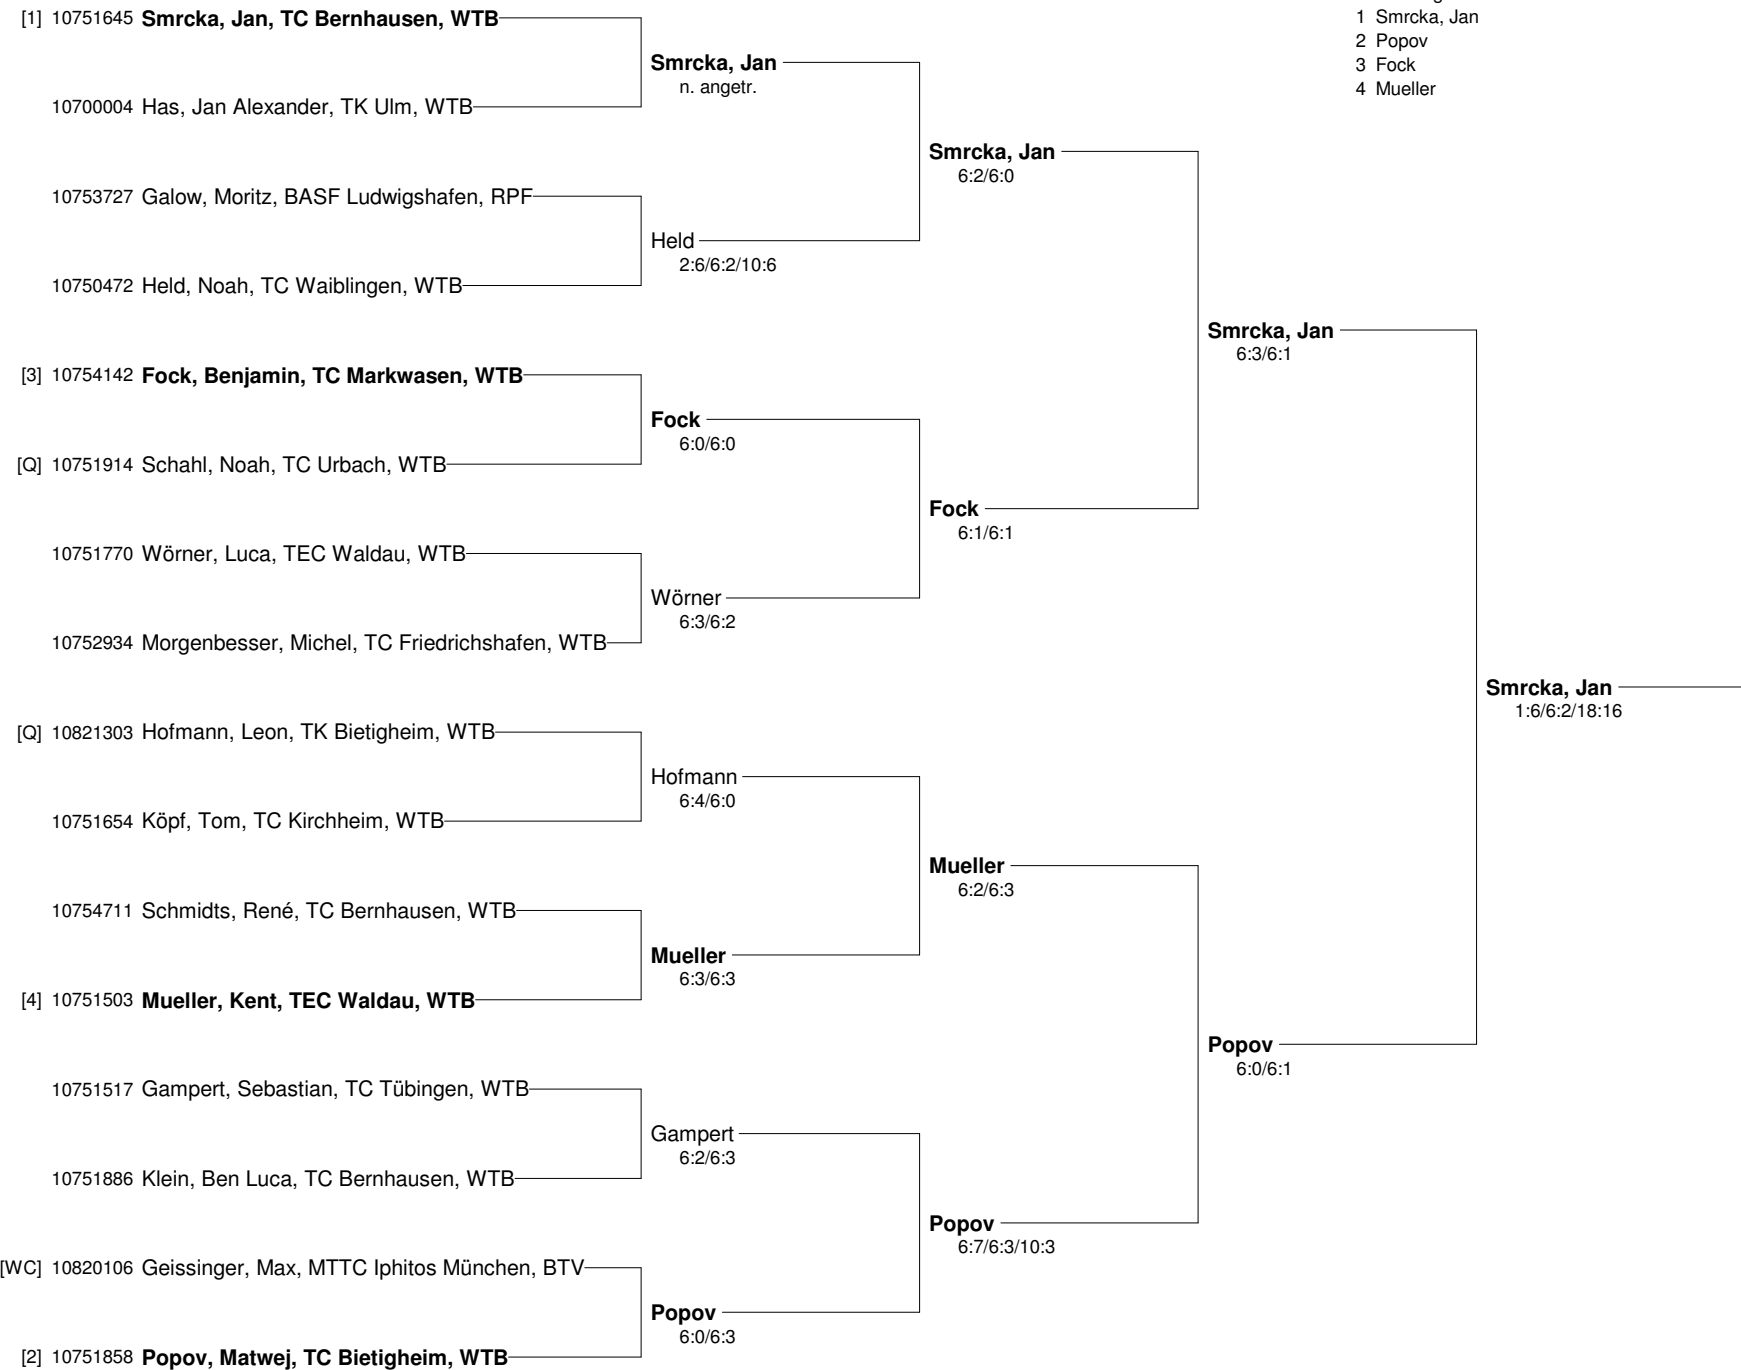 1 Smrcka, Jan
2 Popov
3 Fock
4 Mueller
[1] 10751645 Smrcka, Jan, TC Bernhausen, WTB
Smrcka, Jan
n. angetr.
10700004 Has, Jan Alexander, TK Ulm, WTB
Smrcka, Jan
6:2/6:0
10753727 Galow, Moritz, BASF Ludwigshafen, RPF
Held
2:6/6:2/10:6
10750472 Held, Noah, TC Waiblingen, WTB
Smrcka, Jan
6:3/6:1
[3] 10754142 Fock, Benjamin, TC Markwasen, WTB
Fock
6:0/6:0
[Q] 10751914 Schahl, Noah, TC Urbach, WTB
Fock
6:1/6:1
10751770 Wörner, Luca, TEC Waldau, WTB
Wörner
6:3/6:2
10752934 Morgenbesser, Michel, TC Friedrichshafen, WTB
Smrcka, Jan
1:6/6:2/18:16
[Q] 10821303 Hofmann, Leon, TK Bietigheim, WTB
Hofmann
6:4/6:0
10751654 Köpf, Tom, TC Kirchheim, WTB
Mueller
6:2/6:3
10754711 Schmidts, René, TC Bernhausen, WTB
Mueller
6:3/6:3
[4] 10751503 Mueller, Kent, TEC Waldau, WTB
Popov
6:0/6:1
10751517 Gampert, Sebastian, TC Tübingen, WTB
Gampert
6:2/6:3
10751886 Klein, Ben Luca, TC Bernhausen, WTB
Popov
6:7/6:3/10:3
[WC] 10820106 Geissinger, Max, MTTC Iphitos München, BTV
Popov
6:0/6:3
[2] 10751858 Popov, Matwej, TC Bietigheim, WTB